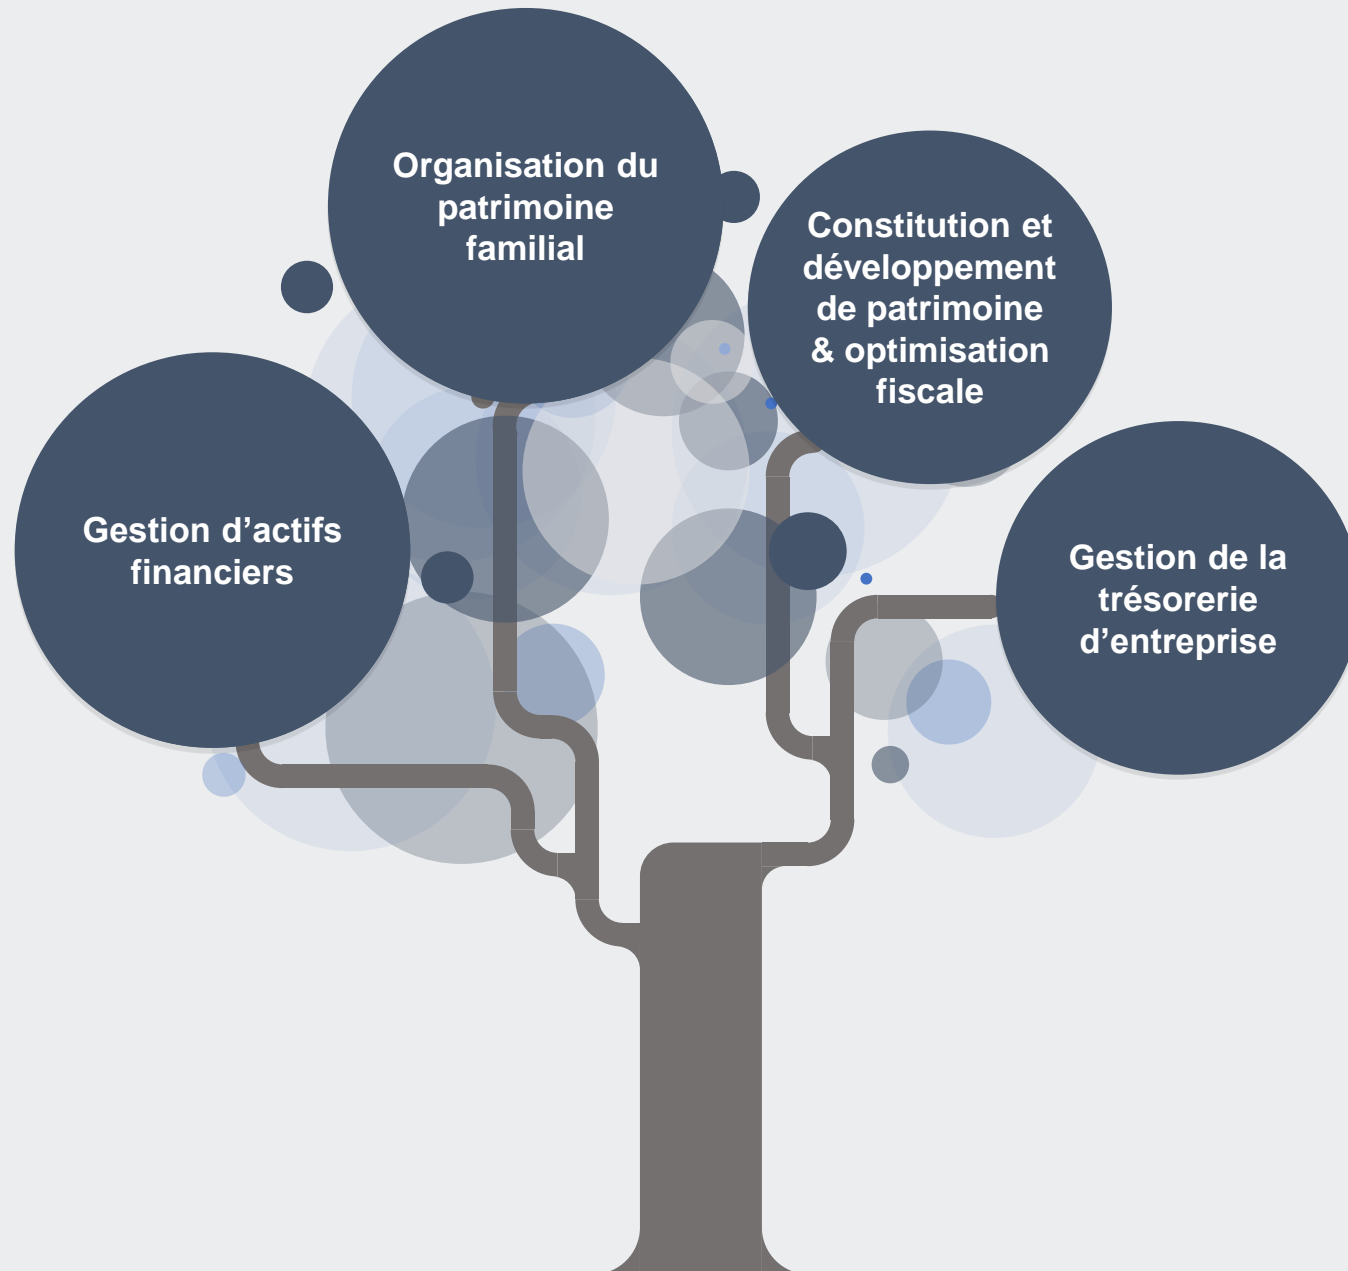 Organisation du
patrimoine
familial
Constitution et
développement
de patrimoine
& optimisation
fiscale
Gestion d’actifs
financiers
Gestion de la
trésorerie
d’entreprise